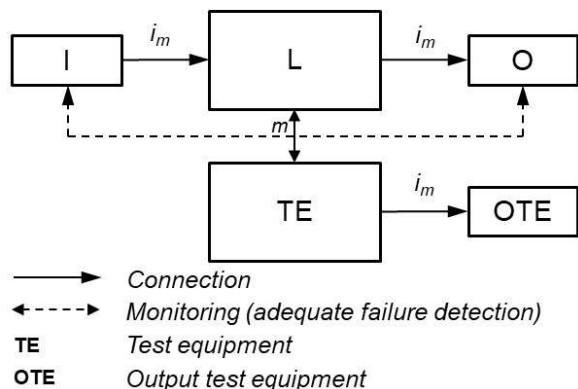 i_m i_m
I L O
m
i_m
TE OTE
Connection
Monitoring (adequate failure detection)
TE Test equipment
OTE Output test equipment